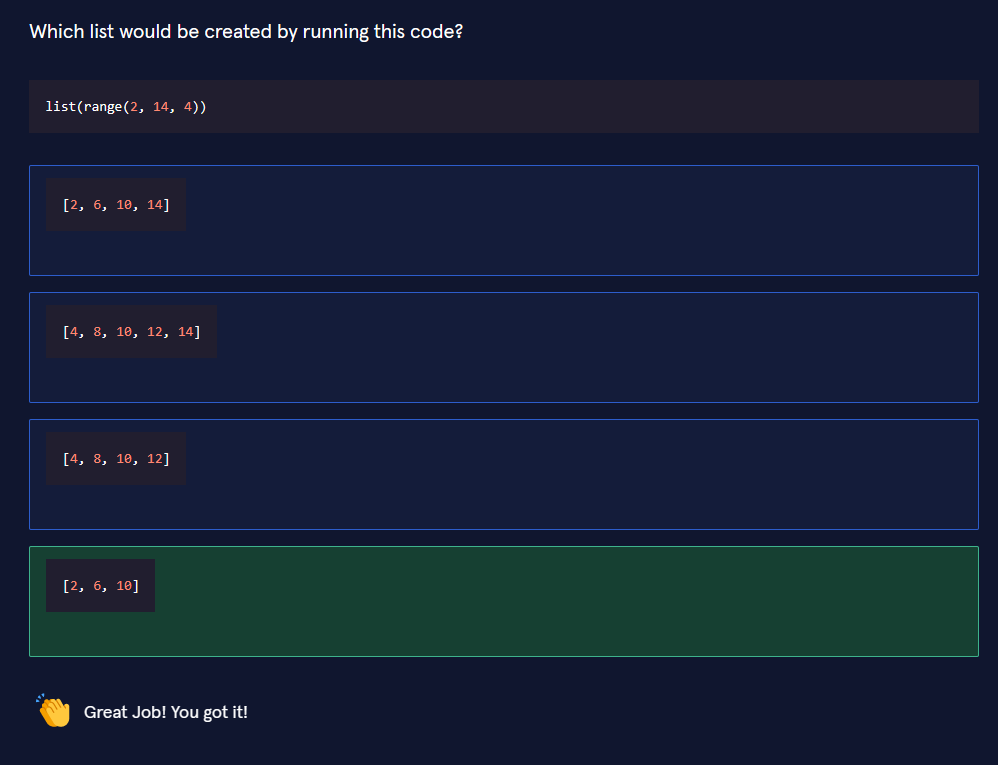 Which list would be created by running this code?
list(range(2, 14, 4))
[2, 6, 10, 14]
[4, 8, 10, 12, 14]
[4, 8, 10, 12]
[2, 6, 10]
Great Job! You got it!